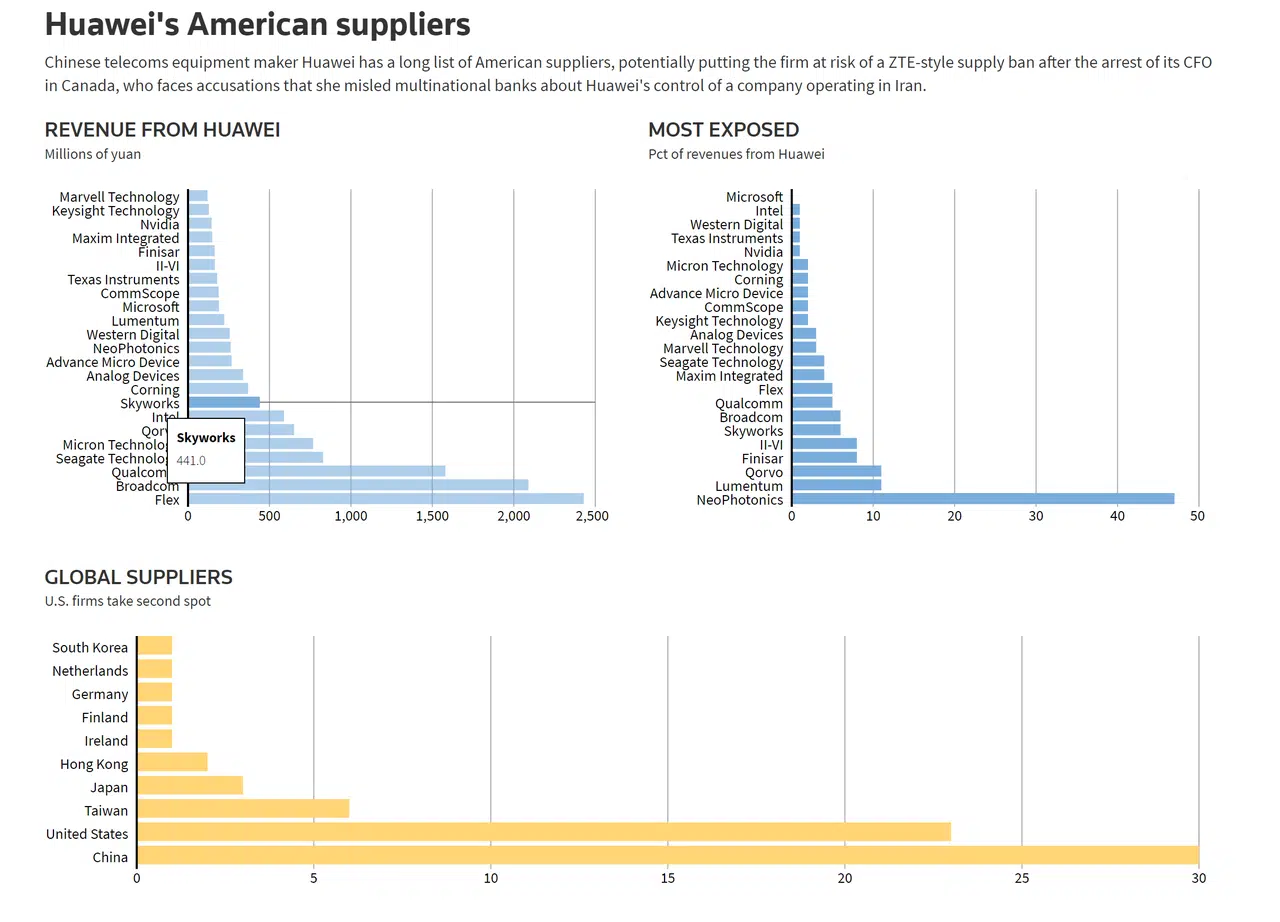 Huawei's American suppliers
Chinese telecoms equipment maker Huawei has a long list of American suppliers, potentially putting the firm at risk of a ZTE-style supply ban after the arrest of its CFO
in Canada, who faces accusations that she misled multinational banks about Huawei's control of a company operating in Iran.
REVENUE FROM HUAWEI
Millions of yuan
Marvell Technology
Keysight Technology
Nvidia
Maxim Integrated
Finisar
II-VI
Texas Instruments
CommScope
Microsoft
Lumentum
Western Digital
NeoPhotonics
Advance Micro Device
Analog Devices
Corning
Skyworks
Intel
Qorv
Micron Technolog
Seagate Technolo
Qualcom
Broadcom
Flex
Skyworks
441.0
0 500 1,000 1,500 2,000 2,500
MOST EXPOSED
Pct of revenues from Huawei
Microsoft
Intel
Western Digital
Texas Instruments
Nvidia
Micron Technology
Corning
Advance Micro Device
CommScope
Keysight Technology
Analog Devices
Marvell Technology
Seagate Technology
Maxim Integrated
Flex
Qualcomm
Broadcom
Skyworks
II-VI
Finisar
Qorvo
Lumentum
NeoPhotonics
0 10 20 30 40 50
GLOBAL SUPPLIERS
U.S. firms take second spot
South Korea
Netherlands
Germany
Finland
Ireland
Hong Kong
Japan
Taiwan
United States
China
0 5 10 15 20 25 30